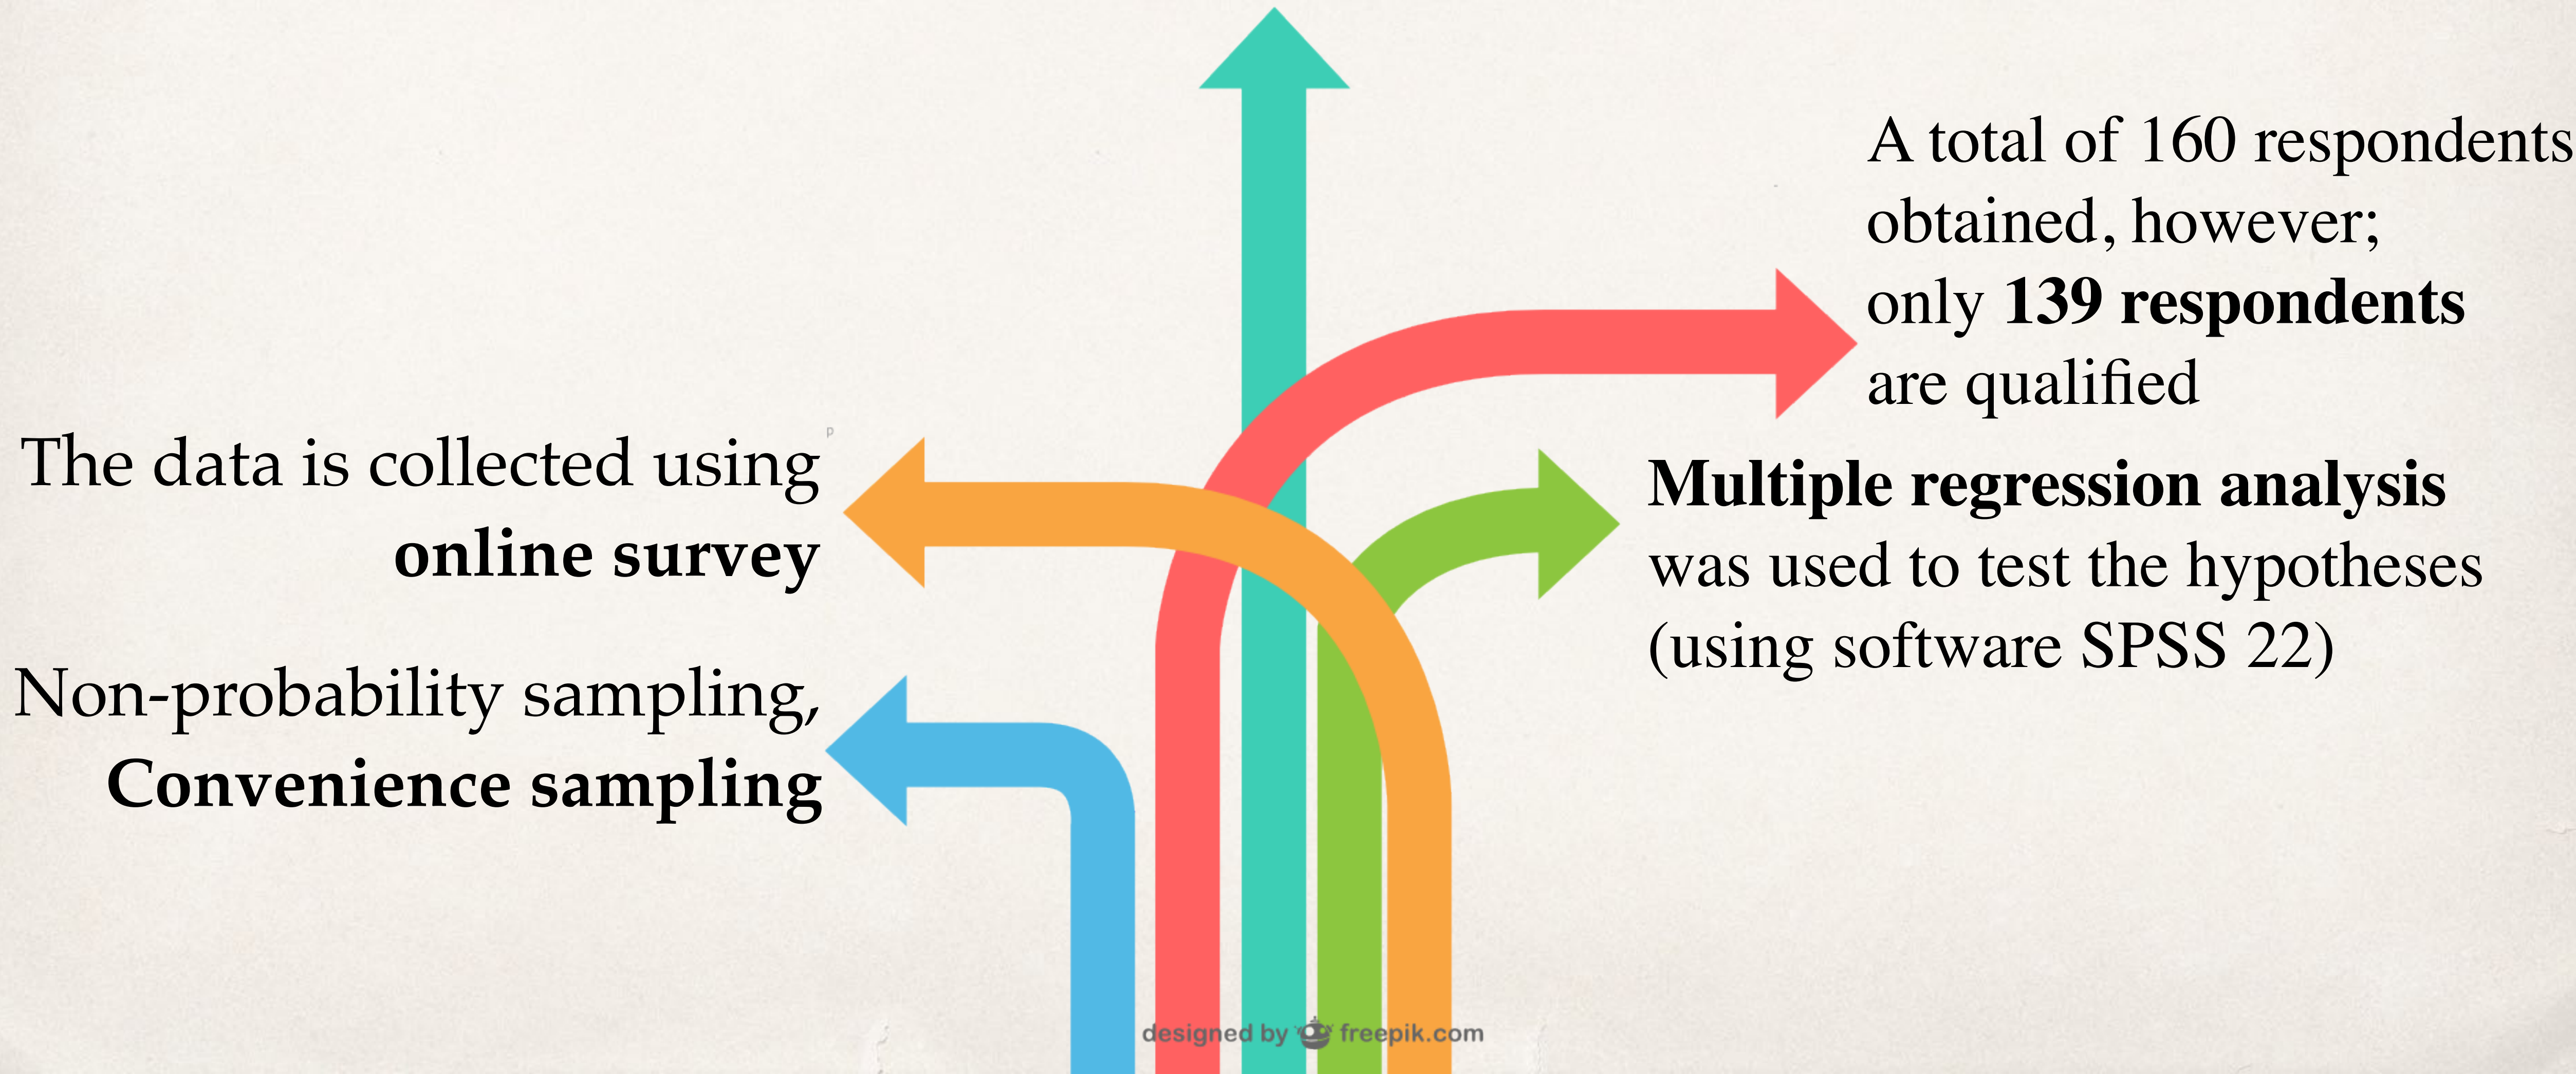 A total of 160 respondents
obtained, however;
only 139 respondents
are qualified
The data is collected using
online survey
p
Multiple regression analysis
was used to test the hypotheses
(using software SPSS 22)
Non-probability sampling,
Convenience sampling
designed by freepik.com